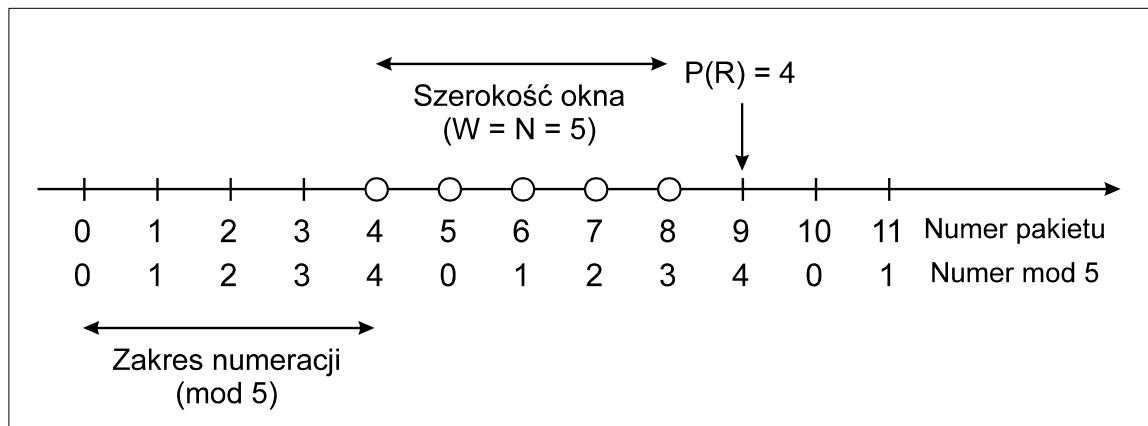 P(R) = 4
Szerokość okna
(W = N = 5)
0 1 2 3 4 5 6 7 8 9 10 11 Numer pakietu
0 1 2 3 4 0 1 2 3 4 0 1 Numer mod 5
Zakres numeracji
(mod 5)